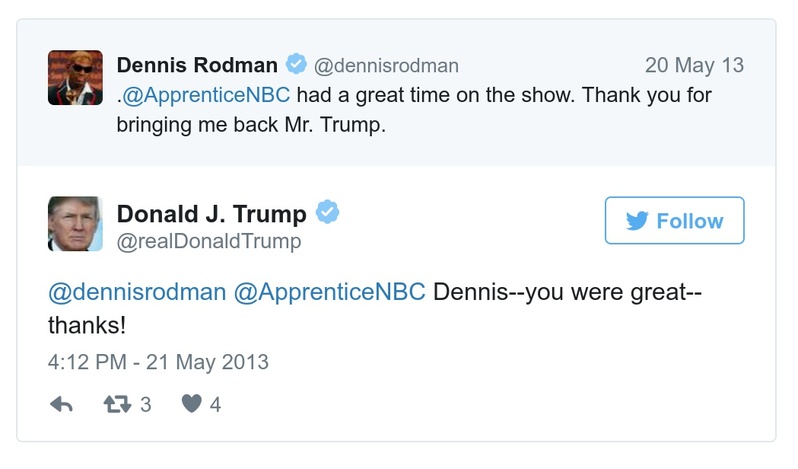 Dennis Rodman @dennisrodman 20 May 13
.@ApprenticeNBC had a great time on the show. Thank you for
bringing me back Mr. Trump.
Donald J. Trump
@realDonaldTrump
Follow
@dennisrodman @ApprenticeNBC Dennis--you were great--
thanks!
4:12 PM - 21 May 2013
3 4